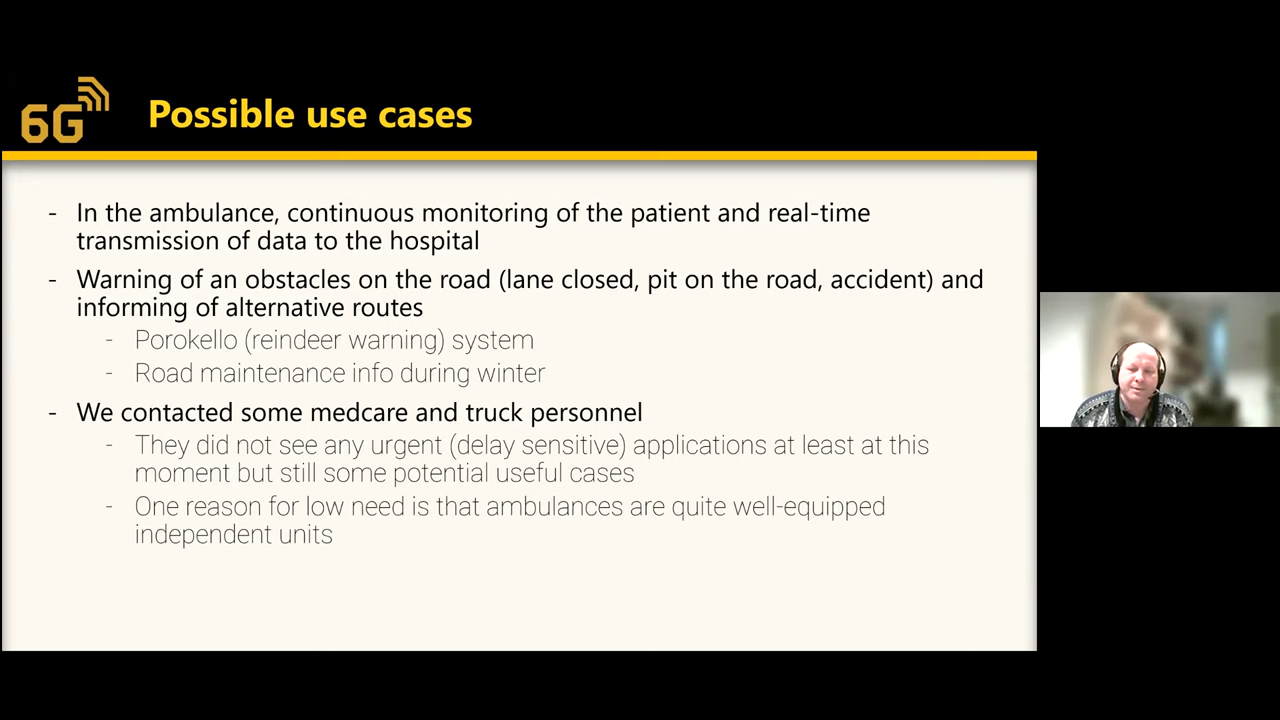 6G
Possible use cases
- In the ambulance, continuous monitoring of the patient and real-time
transmission of data to the hospital
- Warning of an obstacles on the road (lane closed, pit on the road, accident) and
informing of alternative routes
- Porokello (reindeer warning) system
- Road maintenance info during winter
- We contacted some medcare and truck personnel
- They did not see any urgent (delay sensitive) applications at least at this
moment but still some potential useful cases
- One reason for low need is that ambulances are quite well-equipped
independent units